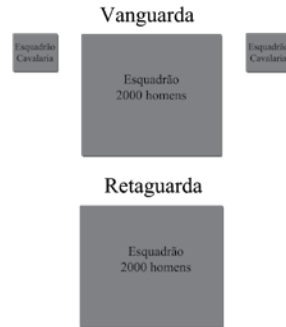 Vanguarda
Esquadrão
Cavalaria
Esquadrão
2000 homens
Esquadrão
Cavalaria
Retaguarda
Esquadrão
2000 homens